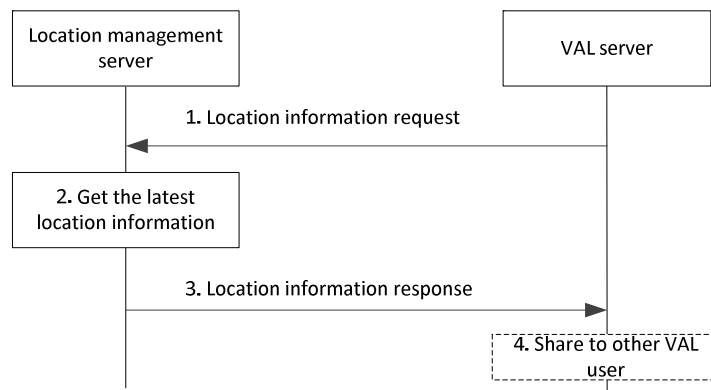 Location management
server
VAL server
1. Location information request
2. Get the latest
location information
3. Location information response
4. Share to other VAL
user